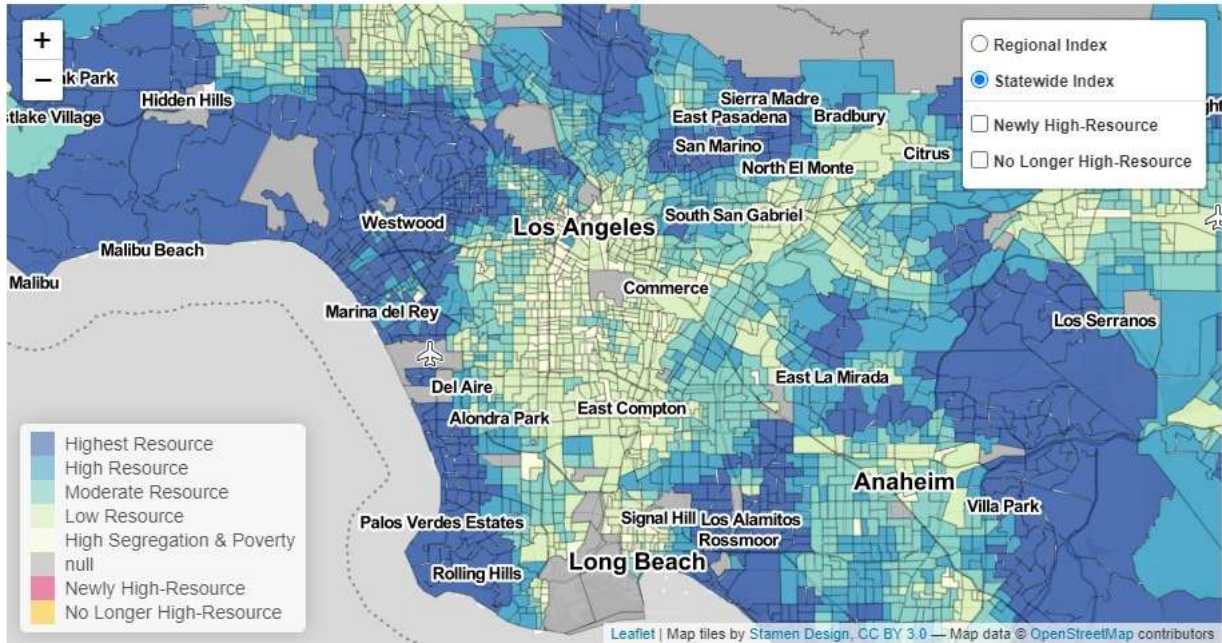 +
−
Regional Index
Statewide Index
Newly High-Resource
No Longer High-Resource
Park
Hidden Hills
stlake Village
Sierra Madre
East Pasadena
Bradbury
San Marino
Citrus
North El Monte
Westwood
Los Angeles
South San Gabriel
Malibu Beach
Malibu
Commerce
Marina del Rey
Los Serranos
Del Aire
East La Mirada
Alondra Park
East Compton
Anaheim
Villa Park
Palos Verdes Estates
Signal Hill
Los Alamitos
Rossmoor
Long Beach
Rolling Hills
Highest Resource
High Resource
Moderate Resource
Low Resource
High Segregation & Poverty
null
Newly High-Resource
No Longer High-Resource
Leaflet | Map tiles by Stamen Design, CC BY 3.0 — Map data © OpenStreetMap contributors